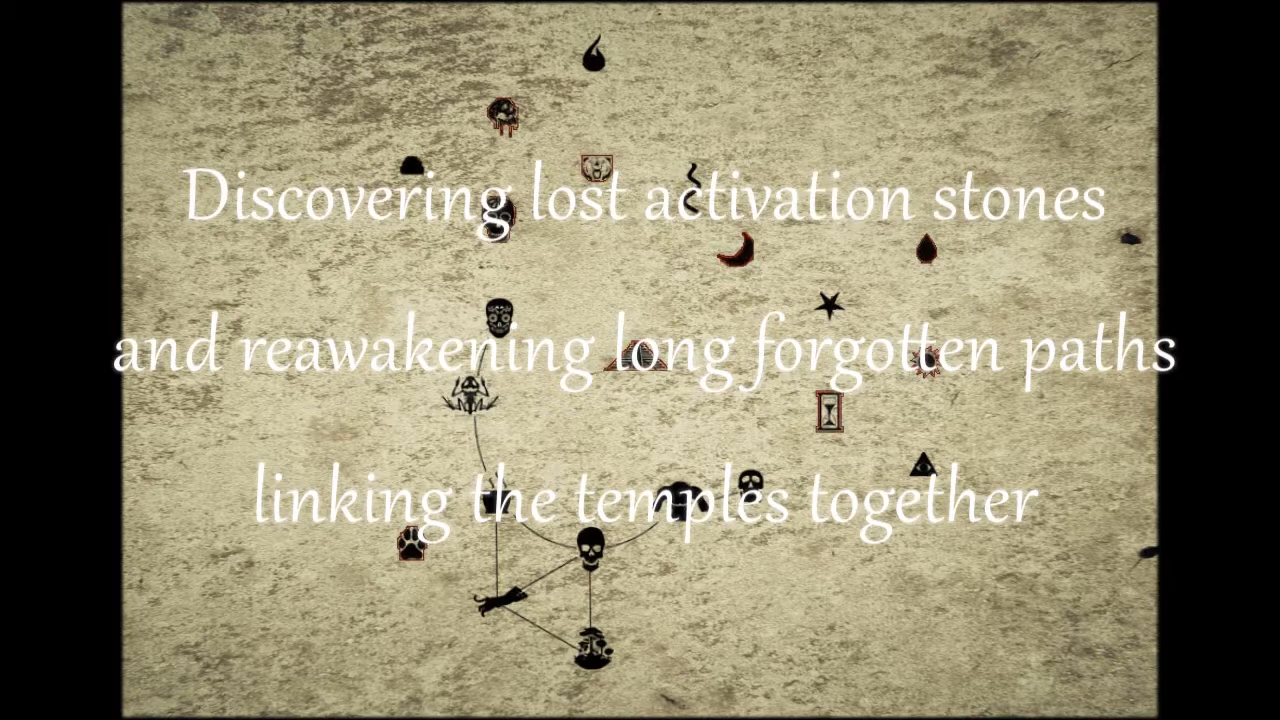 Discovering lost activation stones
and reawakening long forgotten paths
linking the temples together